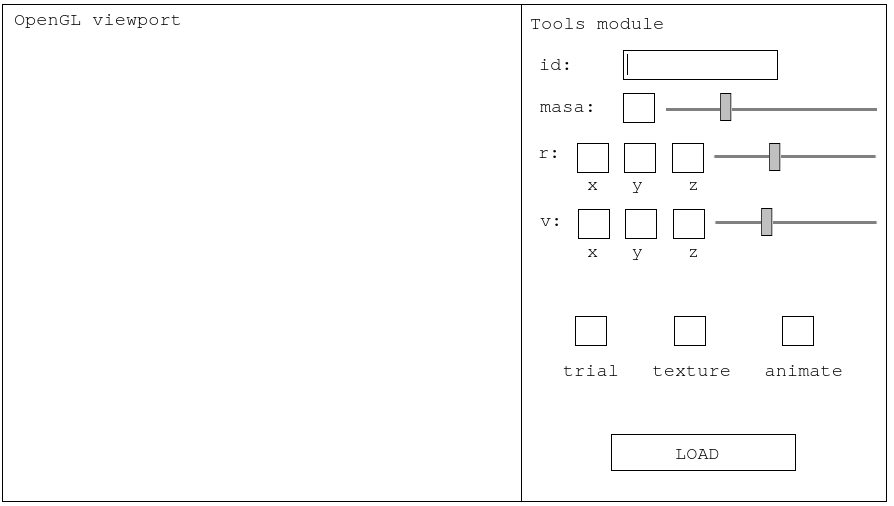 OpenGL viewport
Tools module
id:
masa:
r:
x y z
v:
x y z
trial texture animate
LOAD